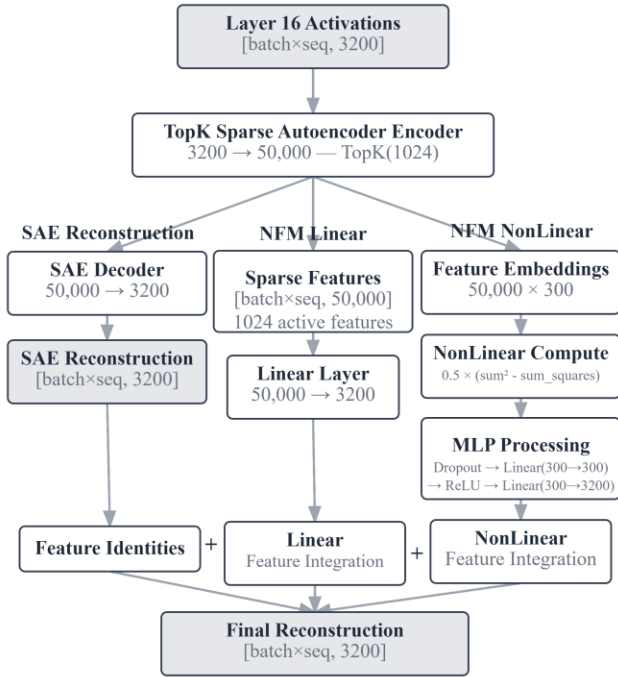 Layer 16 Activations
[batch×seq, 3200]
TopK Sparse Autoencoder Encoder
3200 → 50,000 — TopK(1024)
SAE Reconstruction
NFM Linear
NFM NonLinear
SAE Decoder
50,000 → 3200
Sparse Features
[batch×seq, 50,000]
1024 active features
Feature Embeddings
50,000 × 300
SAE Reconstruction
[batch×seq, 3200]
Linear Layer
50,000 → 3200
NonLinear Compute
0.5 × (sum² - sum_squares)
MLP Processing
Dropout → Linear(300→300)
→ ReLU → Linear(300→3200)
Feature Identities
+
Linear
Feature Integration
+
NonLinear
Feature Integration
Final Reconstruction
[batch×seq, 3200]